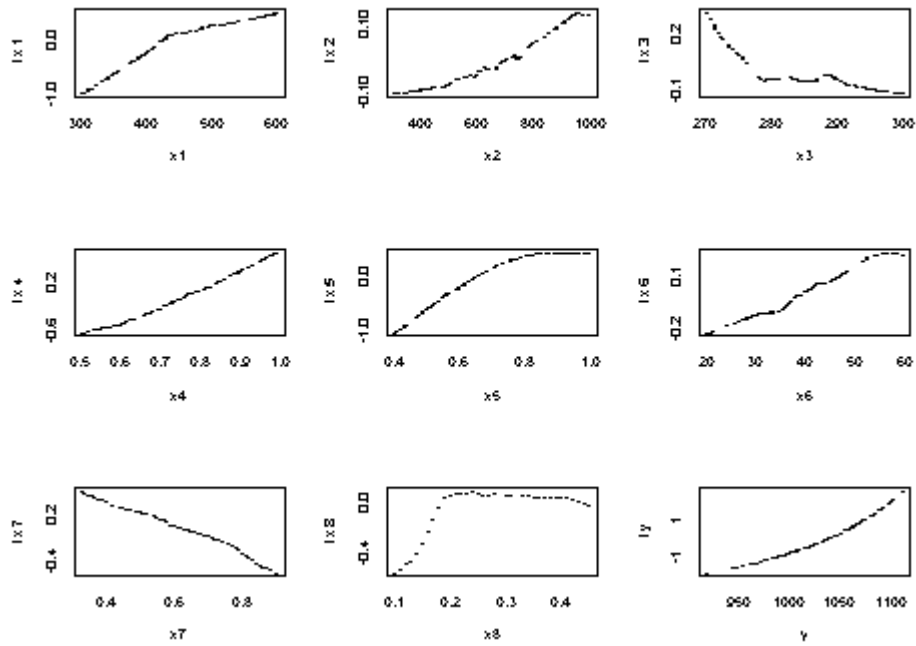 lx1
-1.0 0.0
300 400 500 600
x1
lx2
-0.10 0.10
400 600 800 1000
x2
lx3
-0.1 0.2
270 280 290 300
x3
lx4
-0.6 0.2
0.5 0.6 0.7 0.8 0.9 1.0
x4
lx5
-1.0 0.0
0.4 0.6 0.8 1.0
x5
lx6
-0.2 0.1
20 30 40 50 60
x6
lx7
-0.4 0.2
0.4 0.6 0.8
x7
lx8
-0.4 0.0
0.1 0.2 0.3 0.4
x8
ly
-1 1
950 1000 1050 1100
y